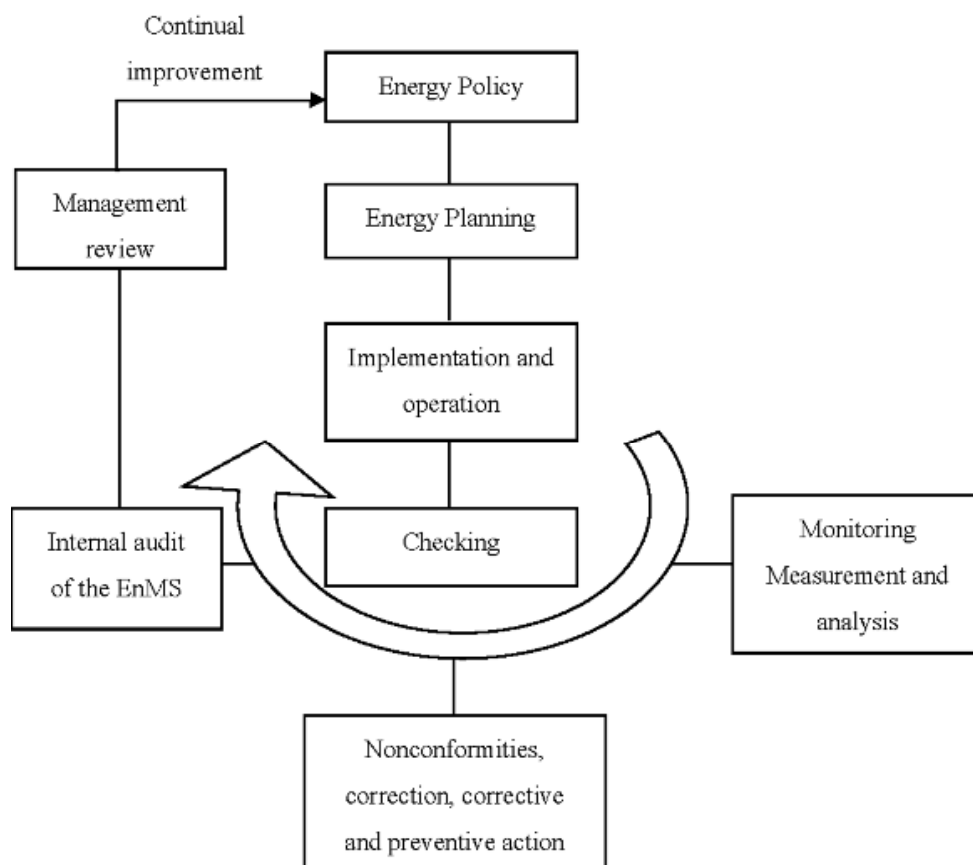 Continual
improvement
Energy Policy
Management
review
Energy Planning
Implementation and
operation
Internal audit
of the EnMS
Checking
Monitoring
Measurement and
analysis
Nonconformities,
correction, corrective
and preventive action